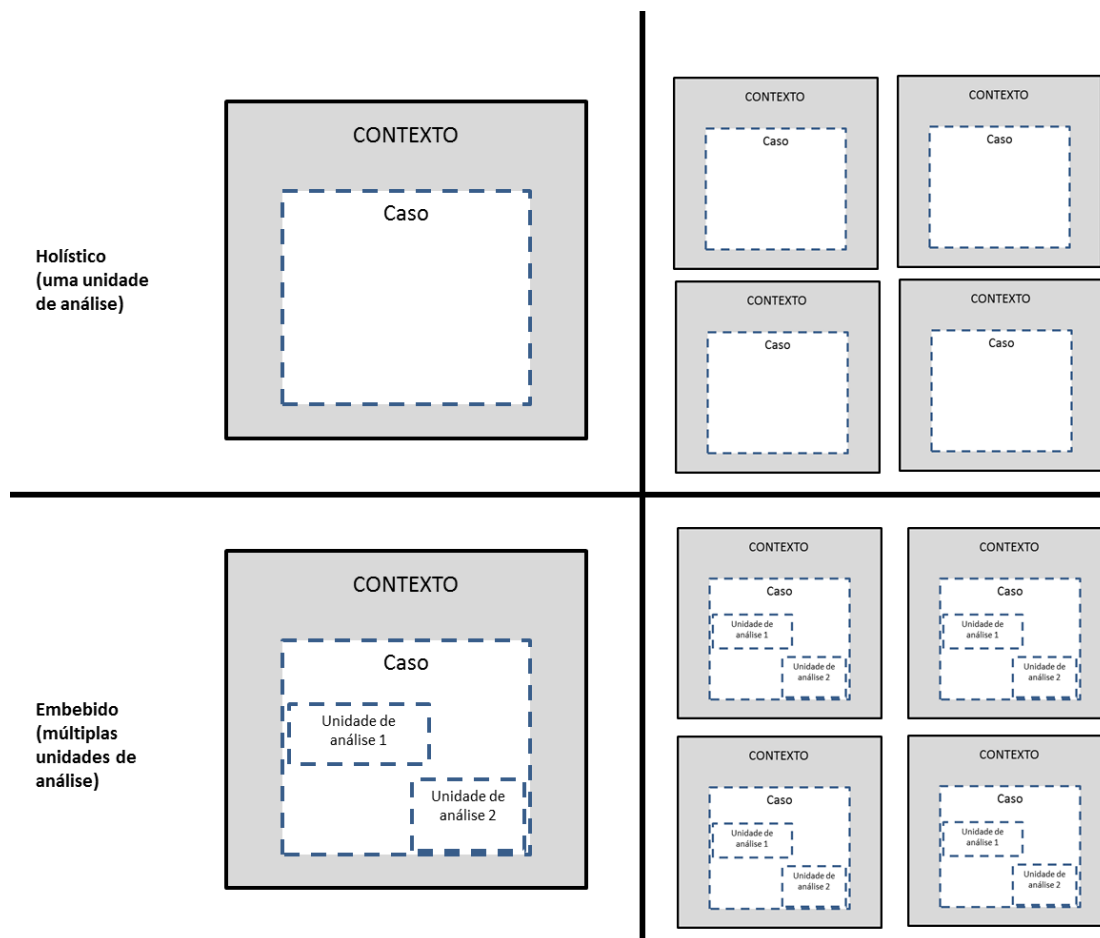 CONTEXTO
Caso
Holístico
(uma unidade
de análise)
CONTEXTO
Caso
CONTEXTO
Caso
CONTEXTO
Caso
CONTEXTO
Caso
CONTEXTO
Caso
Unidade de
análise 1
Unidade de
análise 2
Embebido
(múltiplas
unidades de
análise)
CONTEXTO
Caso
Unidade de
análise 1
Unidade de
análise 2
CONTEXTO
Caso
Unidade de
análise 1
Unidade de
análise 2
CONTEXTO
Caso
Unidade de
análise 1
Unidade de
análise 2
CONTEXTO
Caso
Unidade de
análise 1
Unidade de
análise 2